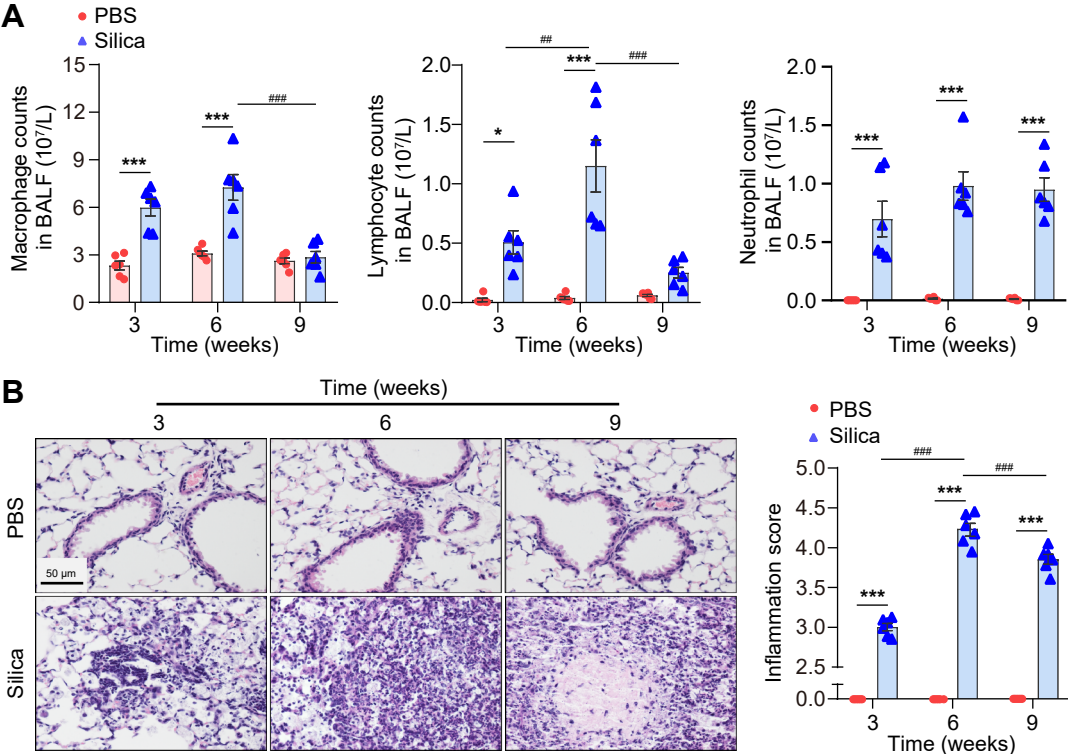 A
PBS
Silica
Macrophage counts
in BALF (10⁷/L)
15
12
9
6
3
0
***
***
###
3 6 9
Time (weeks)
Lymphocyte counts
in BALF (10⁷/L)
2.0
1.5
1.0
0.5
0.0
*
##
***
###
3 6 9
Time (weeks)
Neutrophil counts
in BALF (10⁷/L)
2.0
1.5
1.0
0.5
0.0
***
***
***
3 6 9
Time (weeks)
B
Time (weeks)
3 6 9
PBS
50 µm
Silica
PBS
Silica
Inflammation score
5.0
4.5
4.0
3.5
3.0
2.5
0.0
***
###
***
###
***
3 6 9
Time (weeks)